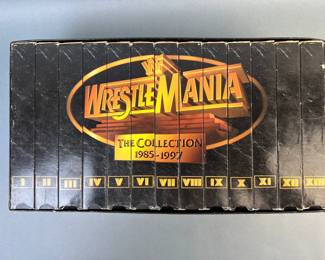 WF
WRESTLEMANIA
THE COLLECTION
1985-1997
I II III IV V VI VII VIII IX X XI XII XIII